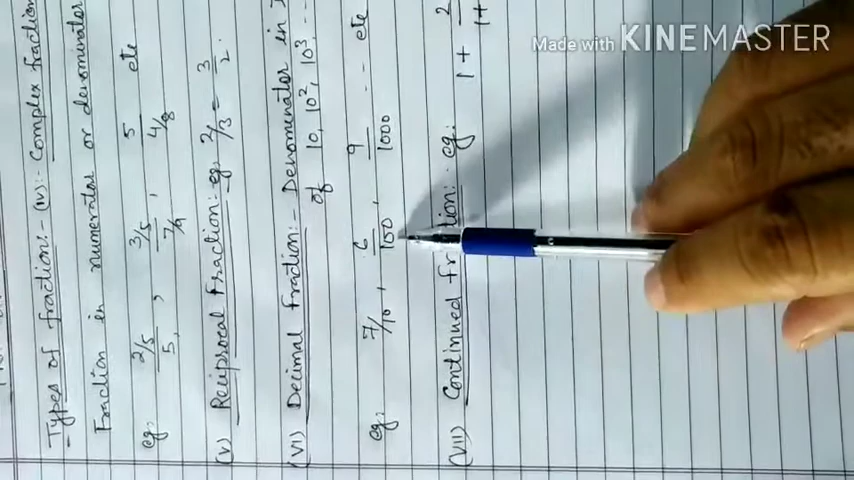 Types of fraction:- (iv):- Complex fraction
Fraction in numerator or denominator
eg: 2/5 / 5, 3/5 / 7/9, 5 / 4/8 etc
(v) Reciprocal Fraction: eg: 2/3 = 3/2.
(VI) Decimal fraction:- Denominator in
of 10, 10², 10³ ...
eg: 7/10, 6/100, 9/1000 ... etc
(VII) Continued fraction: eg: 1 + 2 / 1+
Made with KINEMASTER